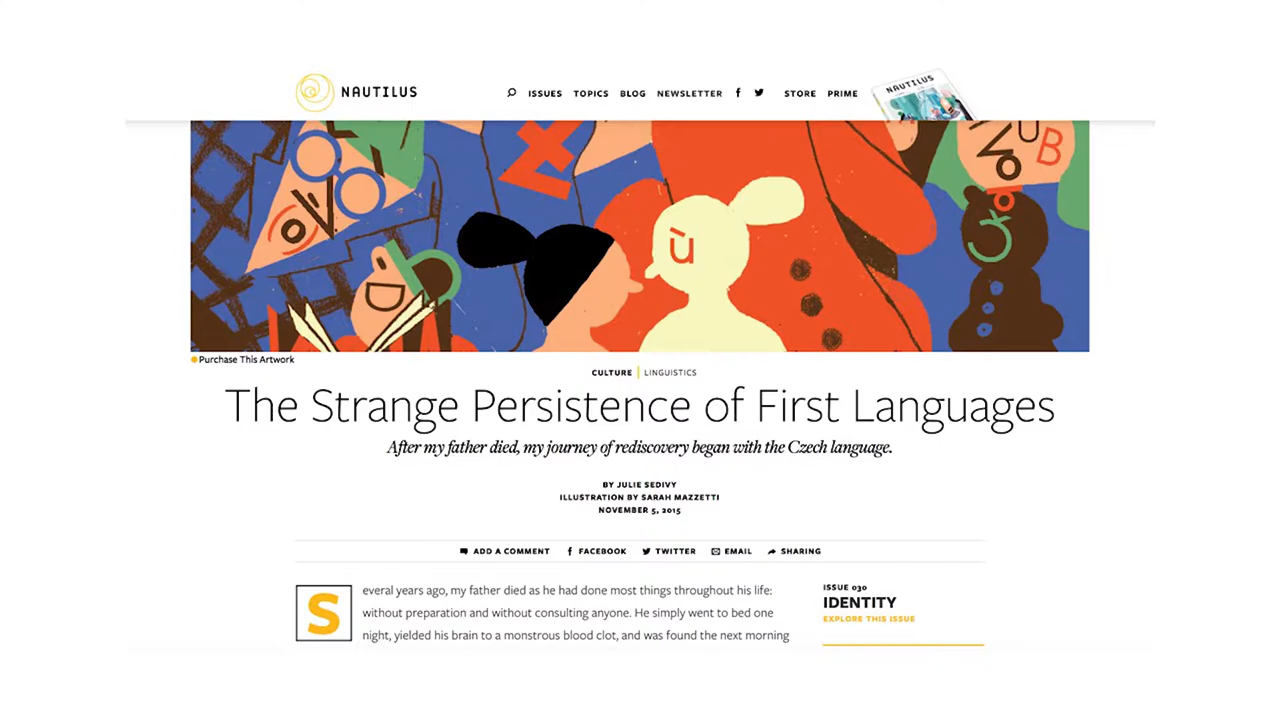 NAUTILUS
ISSUES TOPICS BLOG NEWSLETTER STORE PRIME
NAUTILUS
UB
ù
D
Purchase This Artwork
CULTURE | LINGUISTICS
The Strange Persistence of First Languages
After my father died, my journey of rediscovery began with the Czech language.
BY JULIE SEDIVY
ILLUSTRATION BY SARAH MAZZETTI
NOVEMBER 5, 2015
ADD A COMMENT FACEBOOK TWITTER EMAIL SHARING
Several years ago, my father died as he had done most things throughout his life:
without preparation and without consulting anyone. He simply went to bed one
night, yielded his brain to a monstrous blood clot, and was found the next morning
ISSUE 030
IDENTITY
EXPLORE THIS ISSUE